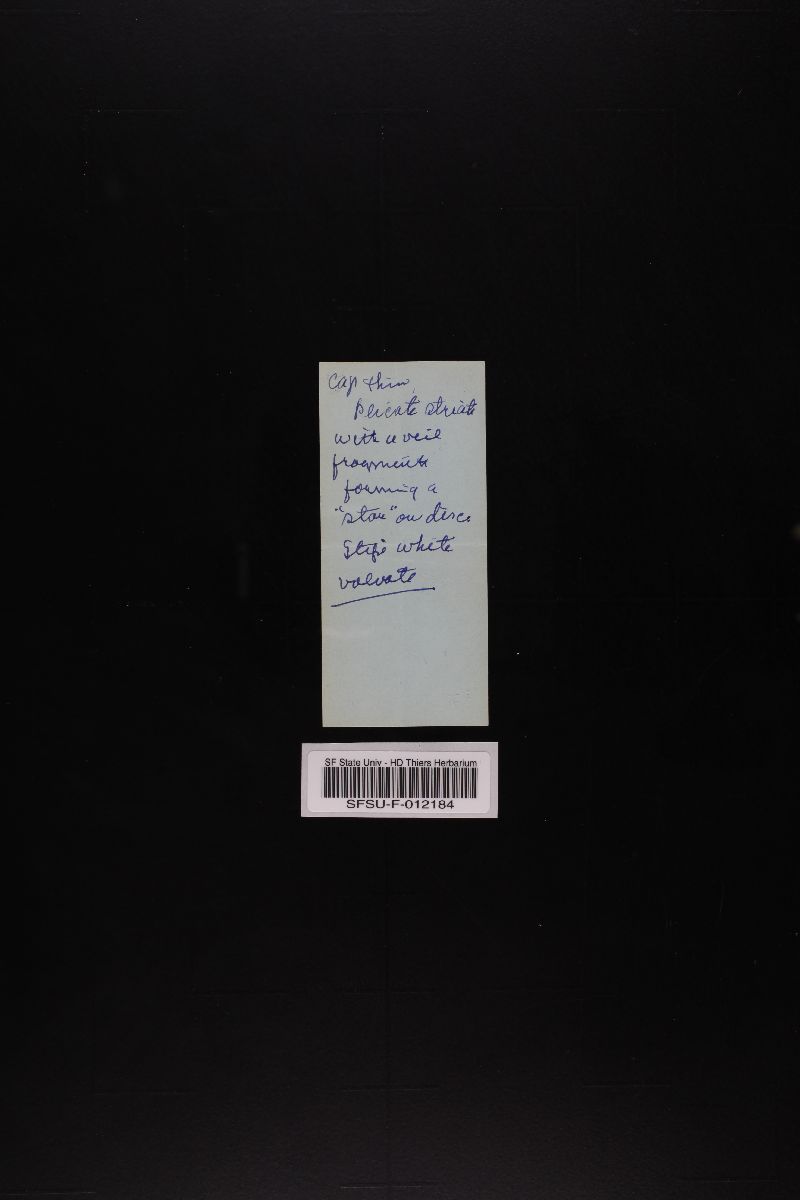 Cap thin,
plicate striate
with a veil
fragments
forming a
"star" on disc
Stipe white
volvate
SF State Univ - HD Thiers Herbarium
SFSU-F-012184